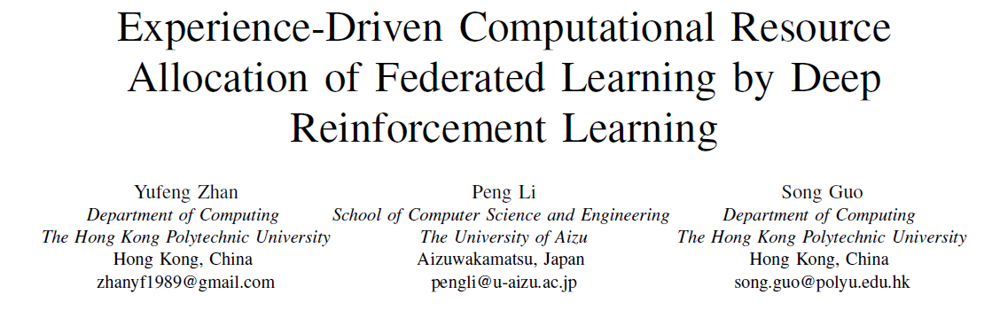 Experience-Driven Computational Resource
Allocation of Federated Learning by Deep
Reinforcement Learning
Yufeng Zhan
Department of Computing
The Hong Kong Polytechnic University
Hong Kong, China
zhanyf1989@gmail.com
Peng Li
School of Computer Science and Engineering
The University of Aizu
Aizuwakamatsu, Japan
pengli@u-aizu.ac.jp
Song Guo
Department of Computing
The Hong Kong Polytechnic University
Hong Kong, China
song.guo@polyu.edu.hk